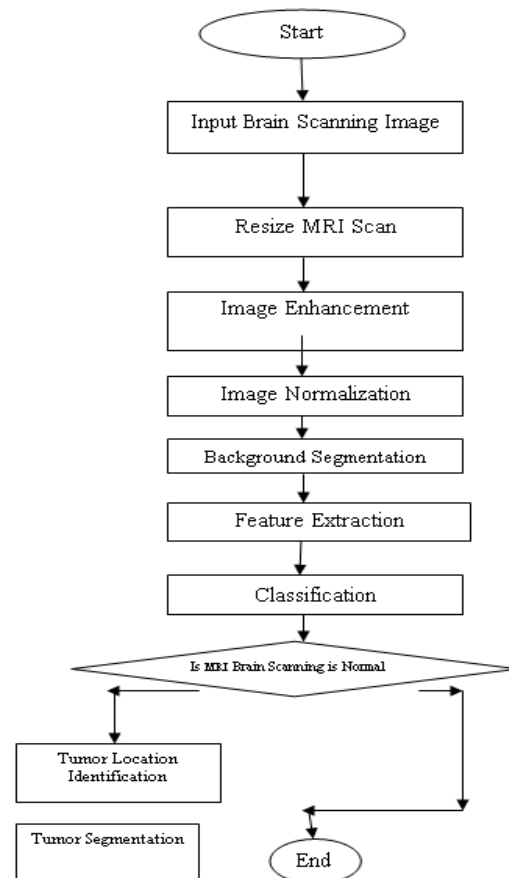 Start
Input Brain Scanning Image
Resize MRI Scan
Image Enhancement
Image Normalization
Background Segmentation
Feature Extraction
Classification
Is MRI Brain Scanning is Normal
Tumor Location
Identification
Tumor Segmentation
End